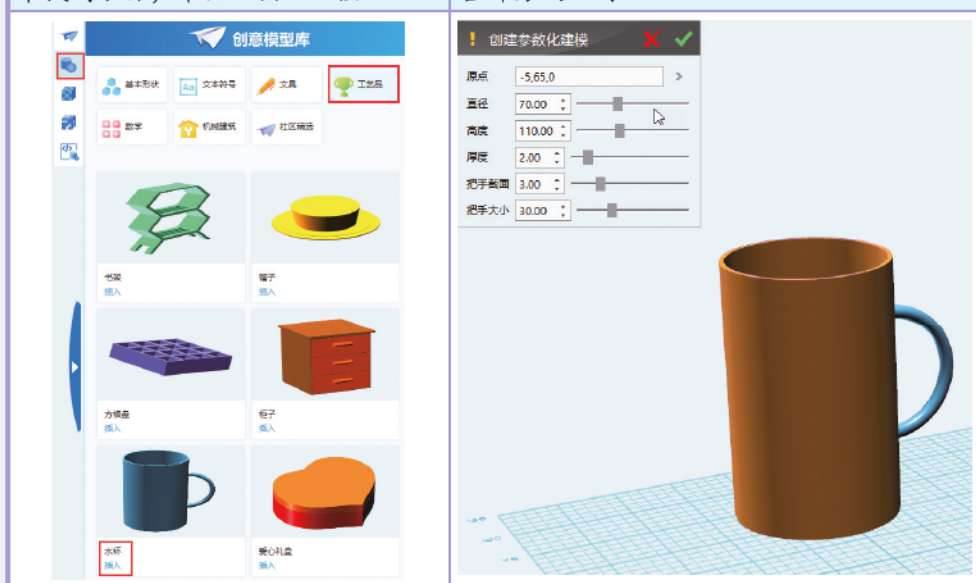 创意模型库
基本形状
Aa
文本符号
文具
工艺品
数学
机械建筑
社区精选
书架
插入
帽子
插入
方格盘
插入
柜子
插入
水杯
插入
爱心礼盒
插入
! 创建参数化建模
原点 -5,65,0
直径 70.00
高度 110.00
厚度 2.00
把手截面 3.00
把手大小 30.00